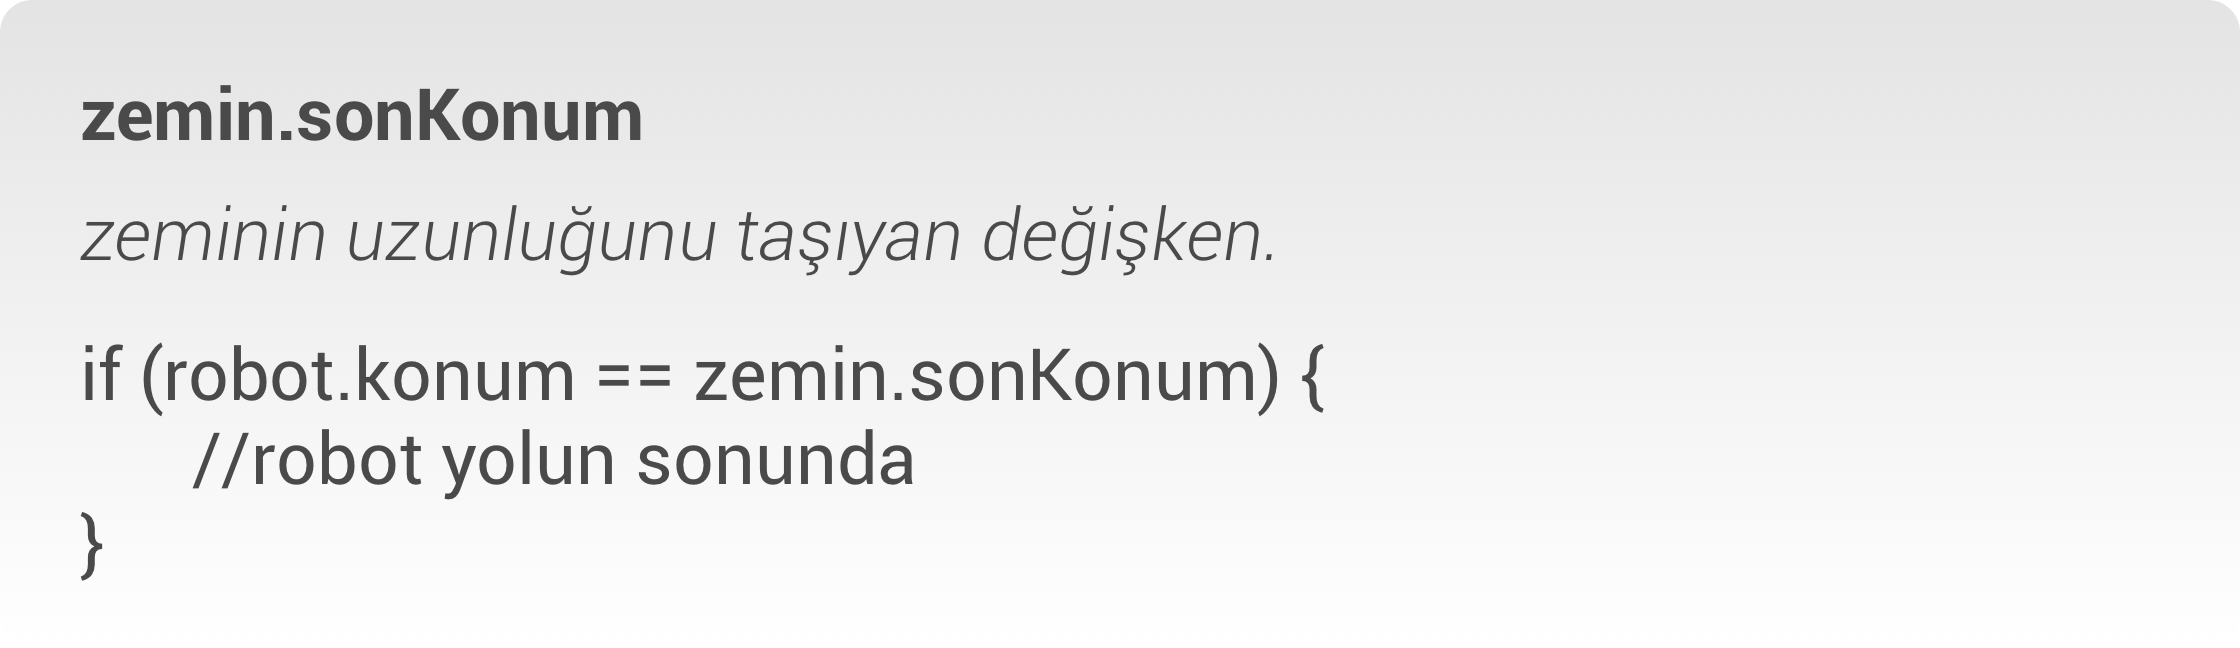 zemin.sonKonum
zeminin uzunluğunu taşıyan değişken.
if (robot.konum == zemin.sonKonum) {
//robot yolun sonunda
}